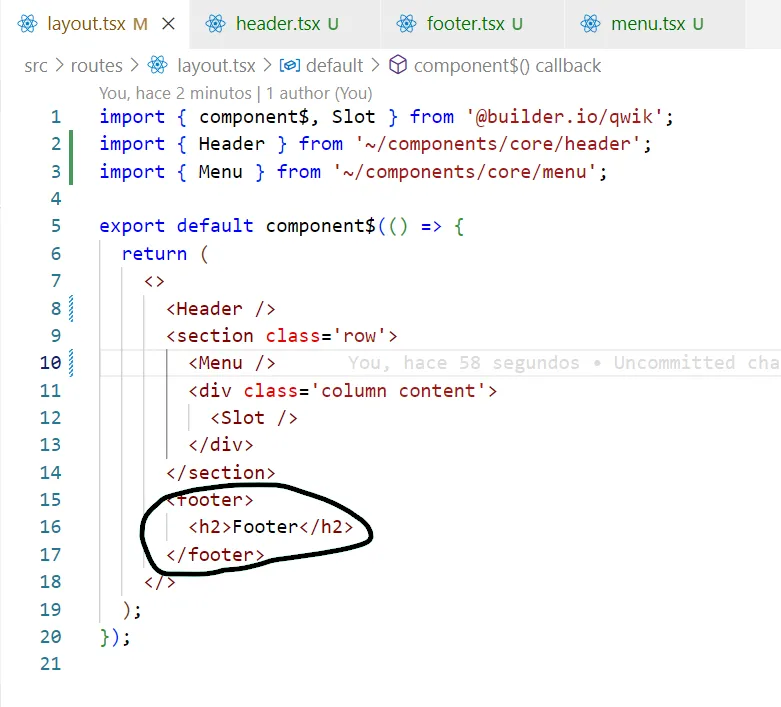 layout.tsx M header.tsx U footer.tsx U menu.tsx U
src > routes > layout.tsx > default > component$() callback
You, hace 2 minutos | 1 author (You)
1 import { component$, Slot } from '@builder.io/qwik';
2 import { Header } from '~/components/core/header';
3 import { Menu } from '~/components/core/menu';
4
5 export default component$(() => {
6 return (
7 <>
8 <Header />
9 <section class='row'>
10 <Menu /> You, hace 58 segundos • Uncommitted cha
11 <div class='column content'>
12 <Slot />
13 </div>
14 </section>
15 <footer>
16 <h2>Footer</h2>
17 </footer>
18 </>
19 );
20 });
21